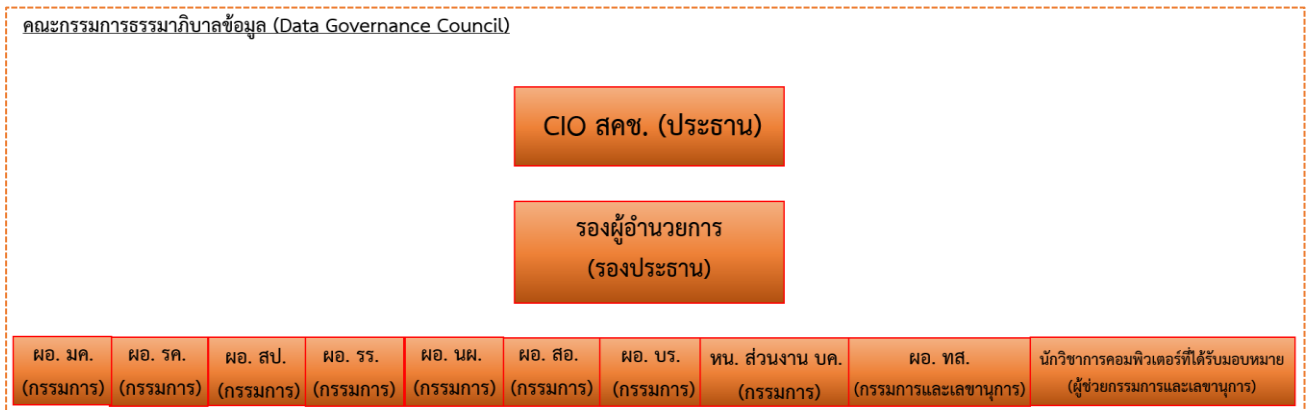 คณะกรรมการธรรมาภิบาลข้อมูล (Data Governance Council)
CIO สคช. (ประธาน)
รองผู้อำนวยการ
(รองประธาน)
ผอ. มค.
(กรรมการ)
ผอ. รค.
(กรรมการ)
ผอ. สป.
(กรรมการ)
ผอ. รร.
(กรรมการ)
ผอ. นผ.
(กรรมการ)
ผอ. สอ.
(กรรมการ)
ผอ. บร.
(กรรมการ)
หน. ส่วนงาน บค.
(กรรมการ)
ผอ. ทส.
(กรรมการและเลขานุการ)
นักวิชาการคอมพิวเตอร์ที่ได้รับมอบหมาย
(ผู้ช่วยกรรมการและเลขานุการ)